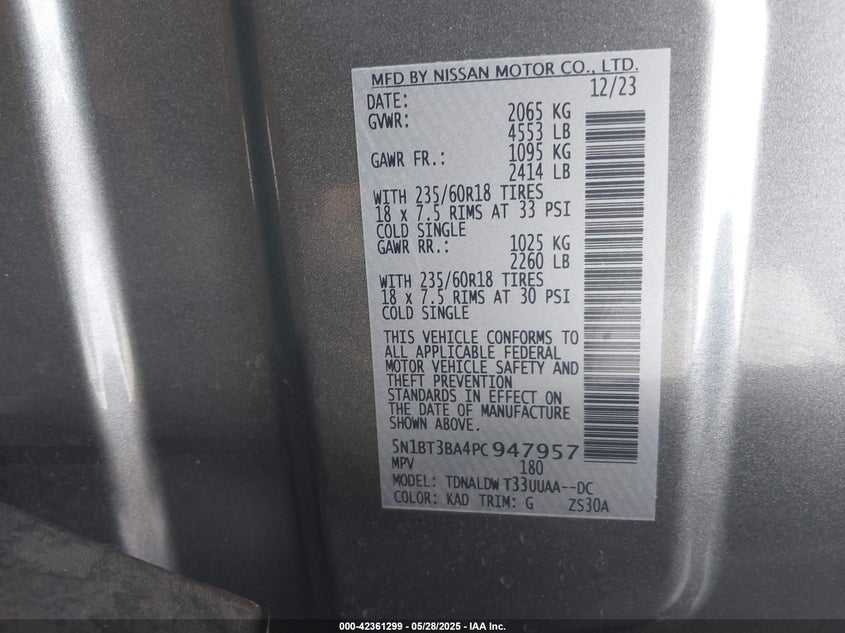 MFD BY NISSAN MOTOR CO., LTD.
DATE: 12/23
GVWR: 2065 KG
4553 LB
GAWR FR.: 1095 KG
2414 LB
WITH 235/60R18 TIRES
18 x 7.5 RIMS AT 33 PSI
COLD SINGLE
GAWR RR.: 1025 KG
2260 LB
WITH 235/60R18 TIRES
18 x 7.5 RIMS AT 30 PSI
COLD SINGLE
THIS VEHICLE CONFORMS TO
ALL APPLICABLE FEDERAL
MOTOR VEHICLE SAFETY AND
THEFT PREVENTION
STANDARDS IN EFFECT ON
THE DATE OF MANUFACTURE
SHOWN ABOVE.
5N1BT3BA4PC947957
MPV 180
MODEL: TDNALDW T33UUAA--DC
COLOR: KAD TRIM: G ZS30A
000-42361299 — 05/28/2025 — IAA Inc.